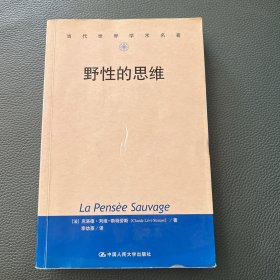 当代世界学术名著
野性的思维
La Pensèe Sauvage
[法] 克洛德·列维-斯特劳斯 (Claude Lévi-Strauss) / 著
李幼蒸 / 译
中国人民大学出版社